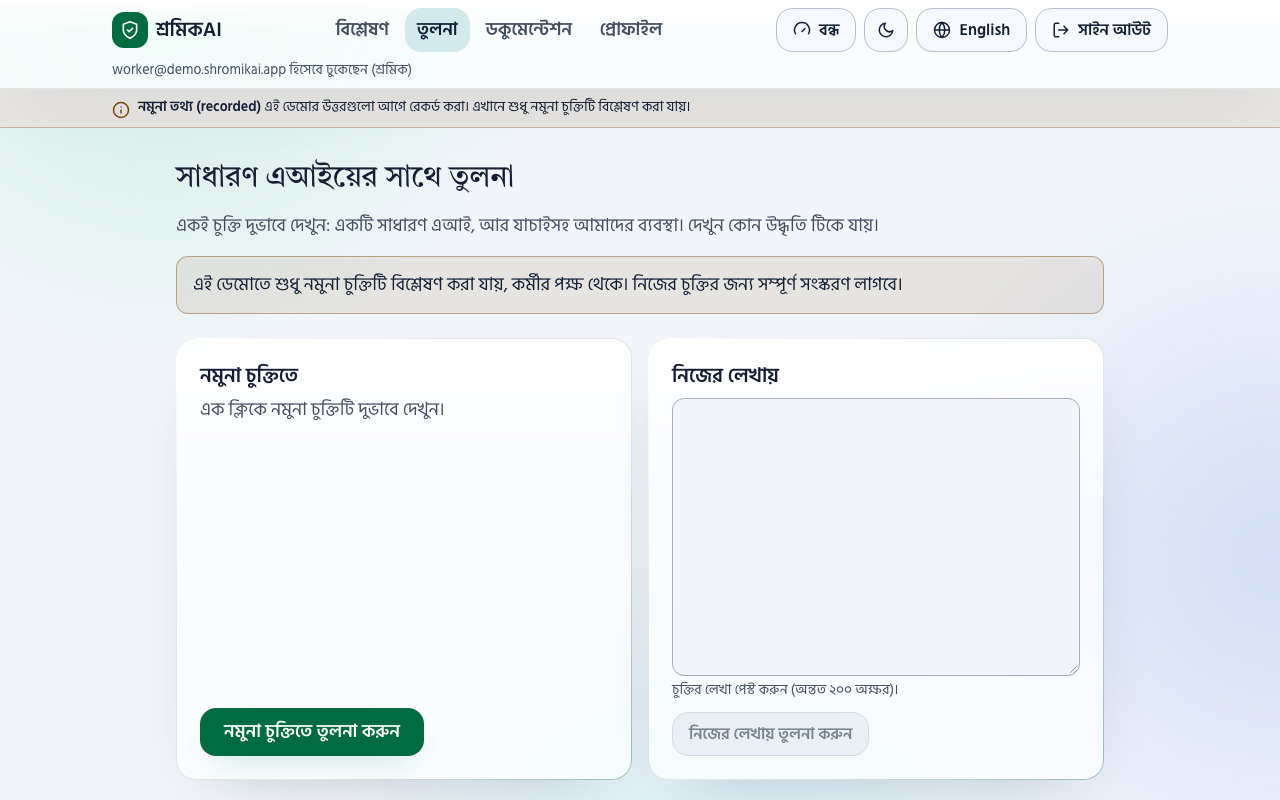 শ্রমিকAI
বিশ্লেষণ
তুলনা
ডকুমেন্টেশন
প্রোফাইল
বন্ধ
English
সাইন আউট
worker@demo.shromikai.app হিসেবে ঢুকেছেন (শ্রমিক)
নমুনা তথ্য (recorded) এই ডেমোর উত্তরগুলো আগে রেকর্ড করা। এখানে শুধু নমুনা চুক্তিটি বিশ্লেষণ করা যায়।
সাধারণ এআইয়ের সাথে তুলনা
একই চুক্তি দুভাবে দেখুন: একটি সাধারণ এআই, আর যাচাইসহ আমাদের ব্যবস্থা। দেখুন কোন উদ্ধৃতি টিকে যায়।
এই ডেমোতে শুধু নমুনা চুক্তিটি বিশ্লেষণ করা যায়, কর্মীর পক্ষ থেকে। নিজের চুক্তির জন্য সম্পূর্ণ সংস্করণ লাগবে।
নমুনা চুক্তিতে
এক ক্লিকে নমুনা চুক্তিটি দুভাবে দেখুন।
নমুনা চুক্তিতে তুলনা করুন
নিজের লেখায়
চুক্তির লেখা পেস্ট করুন (অন্তত ২০০ অক্ষর)।
নিজের লেখায় তুলনা করুন